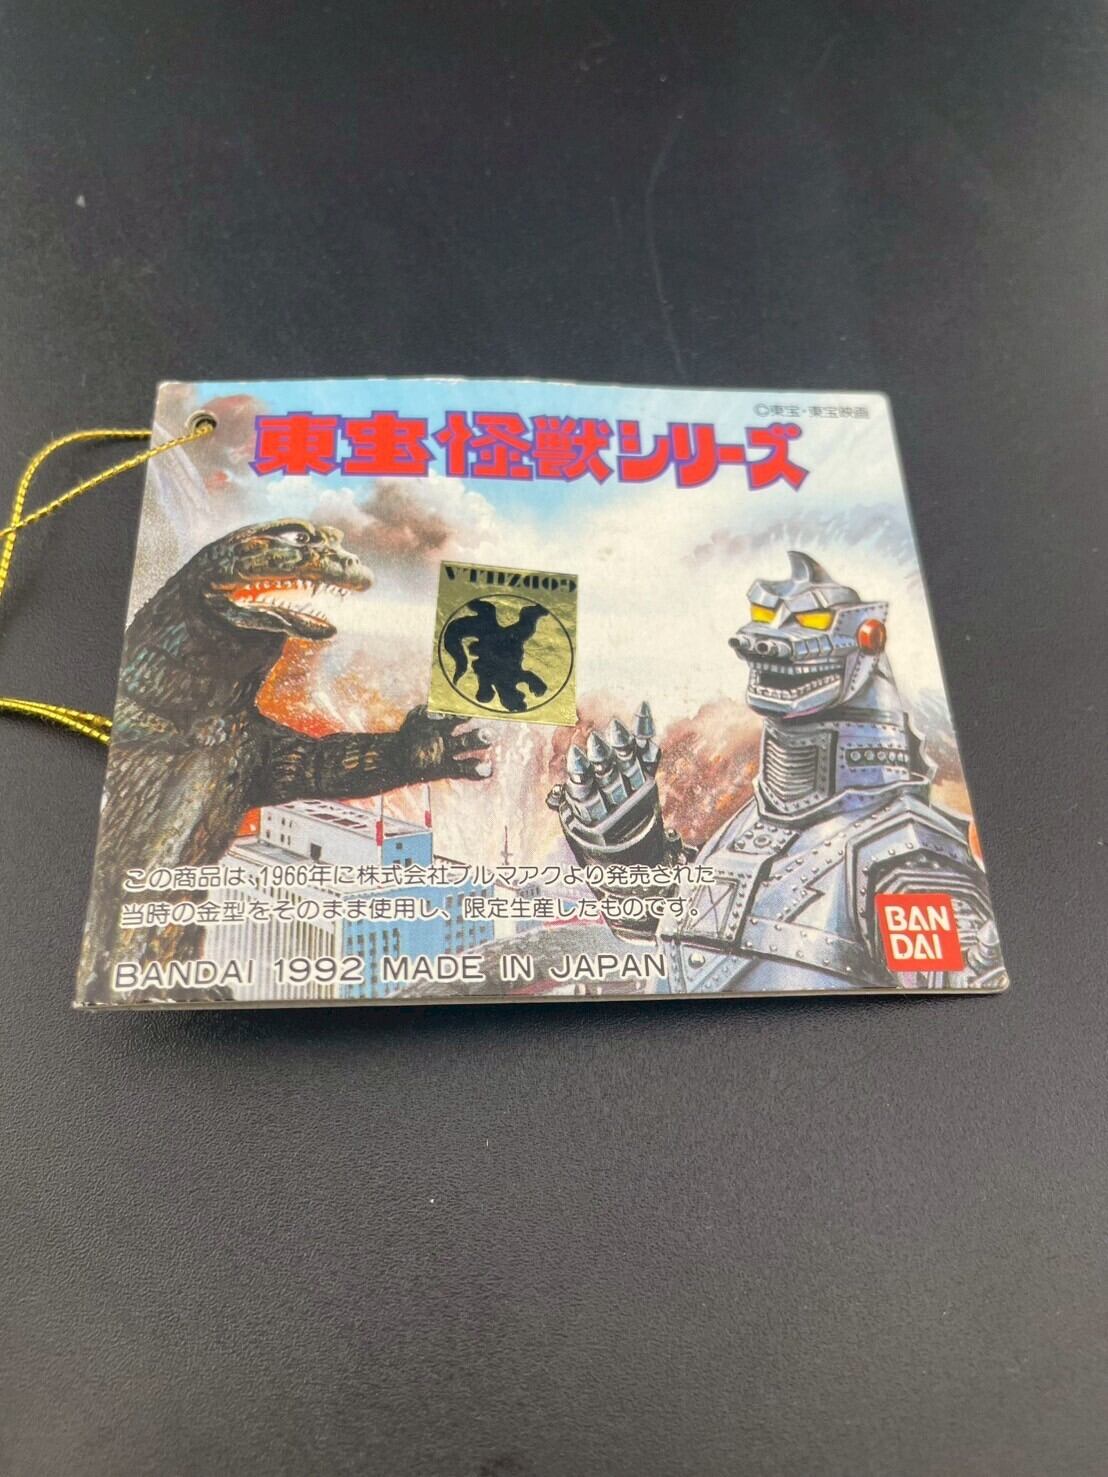 ©東宝・東宝映画
東宝怪獣シリーズ
GODZILLA
この商品は、1966年に株式会社ブルマアクより発売された
当時の金型をそのまま使用し、限定生産したものです。
BANDAI 1992 MADE IN JAPAN
BAN
DAI